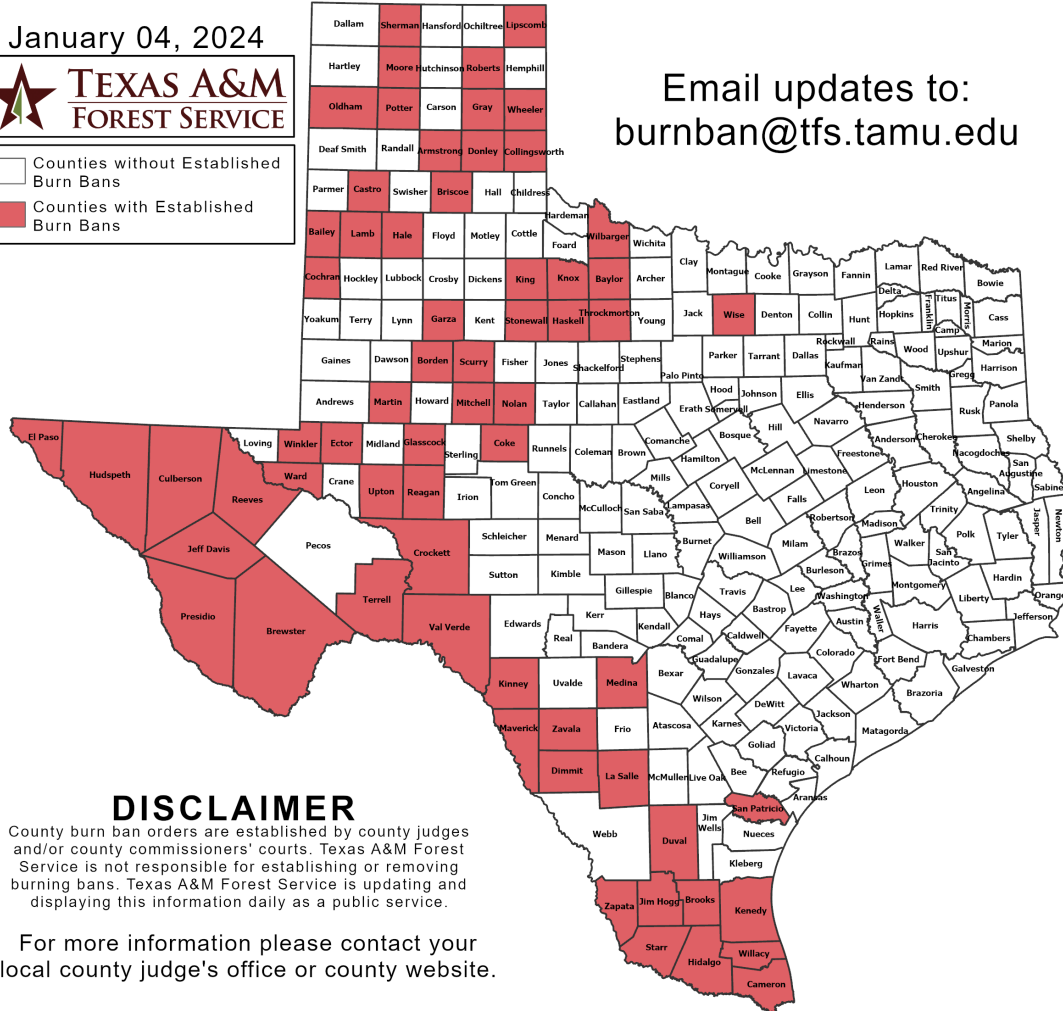 January 04, 2024
TEXAS A&M
FOREST SERVICE
Counties without Established
Burn Bans
Counties with Established
Burn Bans
Email updates to:
burnban@tfs.tamu.edu
Dallam Sherman Hansford Ochiltree Lipscomb
Hartley Moore Hutchinson Roberts Hemphill
Oldham Potter Carson Gray Wheeler
Deaf Smith Randall Armstrong Donley Collingsworth
Parmer Castro Swisher Briscoe Hall Childress
Hardeman
Bailey Lamb Hale Floyd Motley Cottle Foard Wilbarger Wichita
Cochran Hockley Lubbock Crosby Dickens King Knox Baylor Archer Clay Montague Cooke Grayson Fannin Lamar Red River Bowie
Delta Titus Franklin Morris
Yoakum Terry Lynn Garza Kent Stonewall Haskell Throckmorton Young Jack Wise Denton Collin Hunt Hopkins Camp Cass
Rockwall Rains Wood Upshur Marion
Gaines Dawson Borden Scurry Fisher Jones Shackelford Stephens Palo Pinto Parker Tarrant Dallas Kaufman Van Zandt Gregg Harrison
Smith
Andrews Martin Howard Mitchell Nolan Taylor Callahan Eastland Erath Hood Somervell Johnson Ellis Henderson Rusk Panola
El Paso Loving Winkler Ector Midland Glasscock Sterling Coke Runnels Coleman Brown Comanche Bosque Hill Navarro Anderson Cherokee Shelby
Nacogdoches
Hudspeth Culberson Reeves Ward Crane Upton Reagan Irion Tom Green Concho Mills Hamilton McLennan Limestone Freestone San
Augustine Sabine
McCulloch San Saba Lampasas Coryell Falls Leon Houston Angelina
Trinity Jasper Newton
Jeff Davis Pecos Crockett Schleicher Menard Mason Llano Burnet Bell Milam Robertson Madison Walker Polk Tyler
Williamson Brazos Grimes San
Jacinto
Terrell Sutton Kimble Gillespie Blanco Travis Lee Burleson Washington Montgomery Liberty Hardin Orange
Presidio Brewster Val Verde Edwards Kerr Real Kendall Hays Bastrop Fayette Austin Waller Harris Jefferson
Bandera Comal Caldwell Colorado Chambers
Guadalupe Fort Bend Galveston
Kinney Uvalde Medina Bexar Gonzales Lavaca Wharton Brazoria
Wilson DeWitt Jackson
Maverick Zavala Frio Atascosa Karnes Victoria Matagorda
Goliad Calhoun
Dimmit La Salle McMullen Live Oak Bee Refugio
Aransas
San Patricio
Webb Duval Jim
Wells Nueces
Kleberg
Zapata Jim Hogg Brooks Kenedy
Starr Hidalgo Willacy
Cameron
DISCLAIMER
County burn ban orders are established by county judges
and/or county commissioners' courts. Texas A&M Forest
Service is not responsible for establishing or removing
burning bans. Texas A&M Forest Service is updating and
displaying this information daily as a public service.
For more information please contact your
local county judge's office or county website.